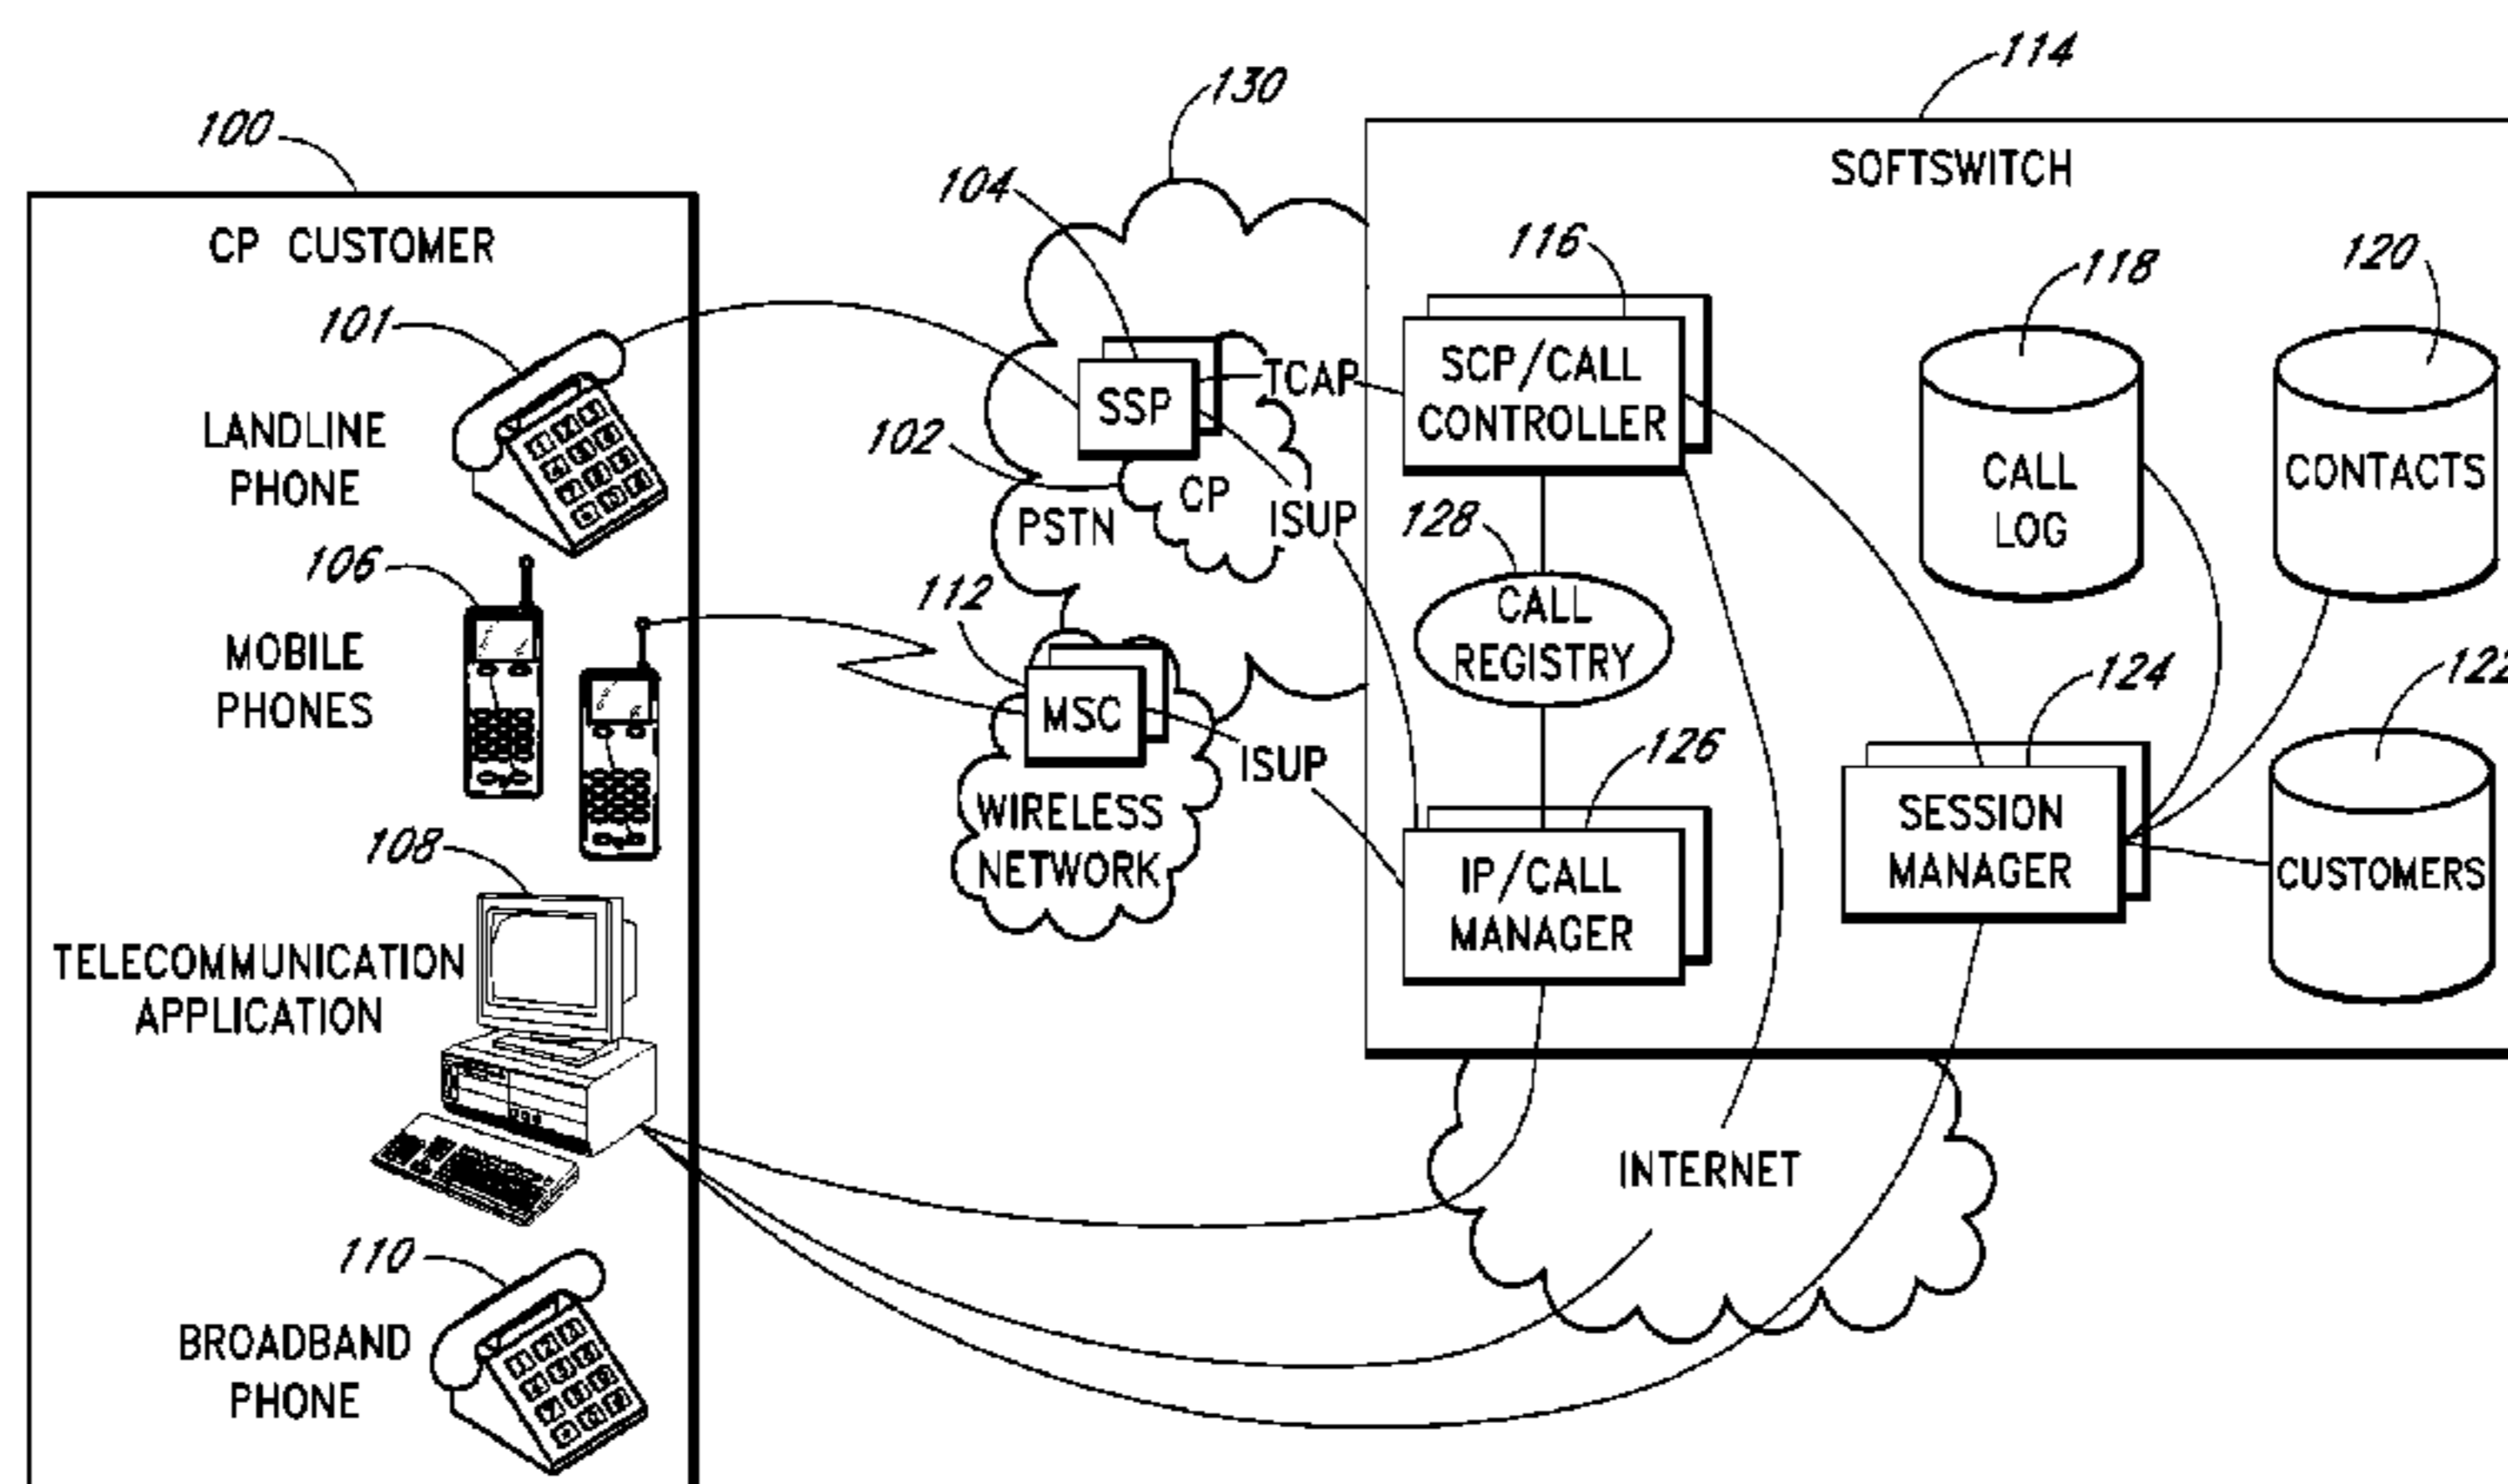 114
130
100
SOFTSWITCH
104
CP CUSTOMER
116
118
120
101
TCAP
SCP/CALL
CONTROLLER
SSP
LANDLINE
PHONE
102
CP
ISUP
PSTN
128
CALL
LOG
CONTACTS
106
112
CALL
REGISTRY
MOBILE
PHONES
124
122
MSC
ISUP
126
WIRELESS
NETWORK
108
IP/CALL
MANAGER
SESSION
MANAGER
CUSTOMERS
TELECOMMUNICATION
APPLICATION
INTERNET
110
BROADBAND
PHONE